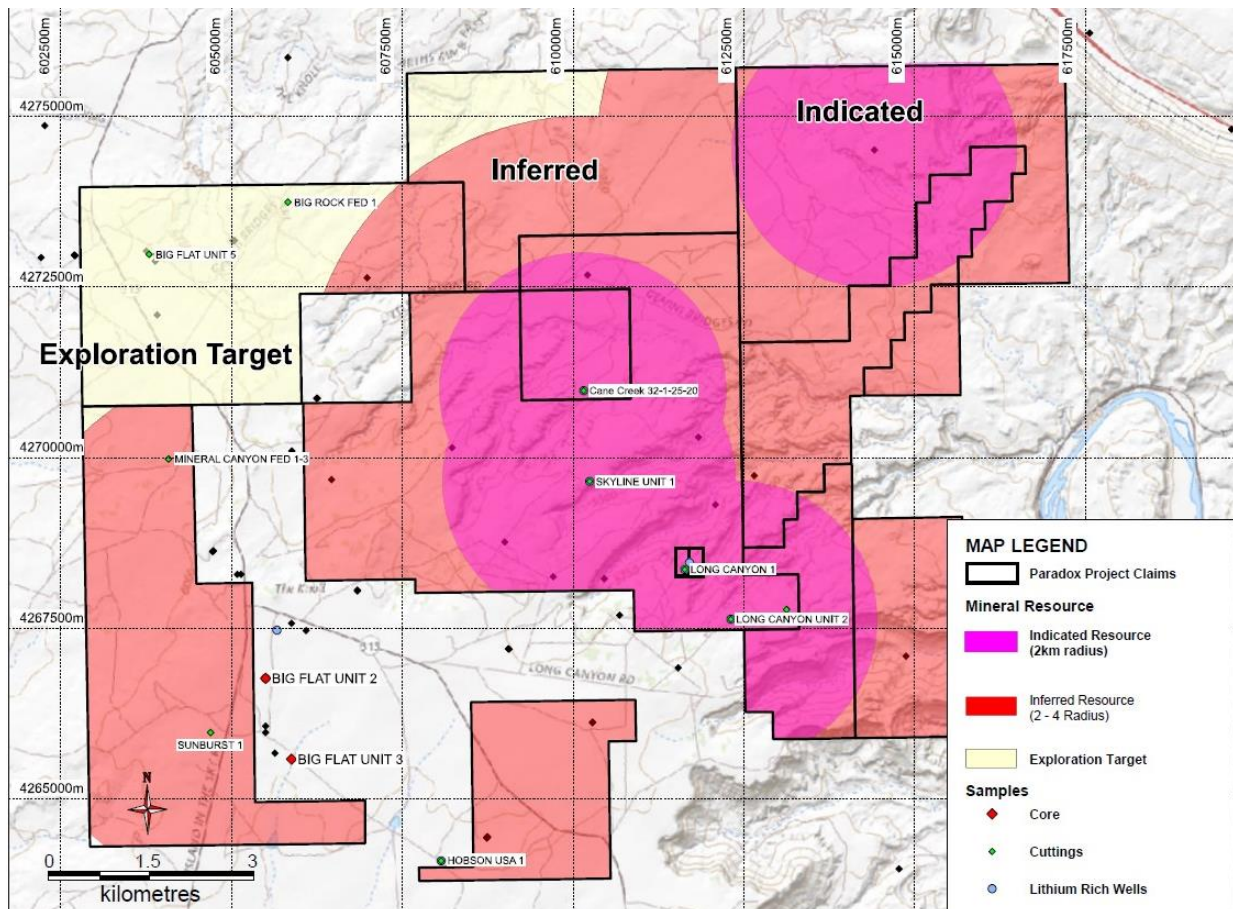 602500m
605000m
607500m
610000m
612500m
615000m
617500m
4275000m
Indicated
Inferred
BIG ROCK FED 1
BIG FLAT UNIT 5
4272500m
Exploration Target
Cane Creek 32-1-25-20
4270000m
MINERAL CANYON FED 1-3
SKYLINE UNIT 1
LONG CANYON 1
LONG CANYON UNIT 2
4267500m
313
LONG CANYON RD
BIG FLAT UNIT 2
SUNBURST 1
BIG FLAT UNIT 3
4265000m
HOBSON USA 1
N
0 1.5 3
kilometres
MAP LEGEND
Paradox Project Claims
Mineral Resource
Indicated Resource
(2km radius)
Inferred Resource
(2 - 4 Radius)
Exploration Target
Samples
Core
Cuttings
Lithium Rich Wells